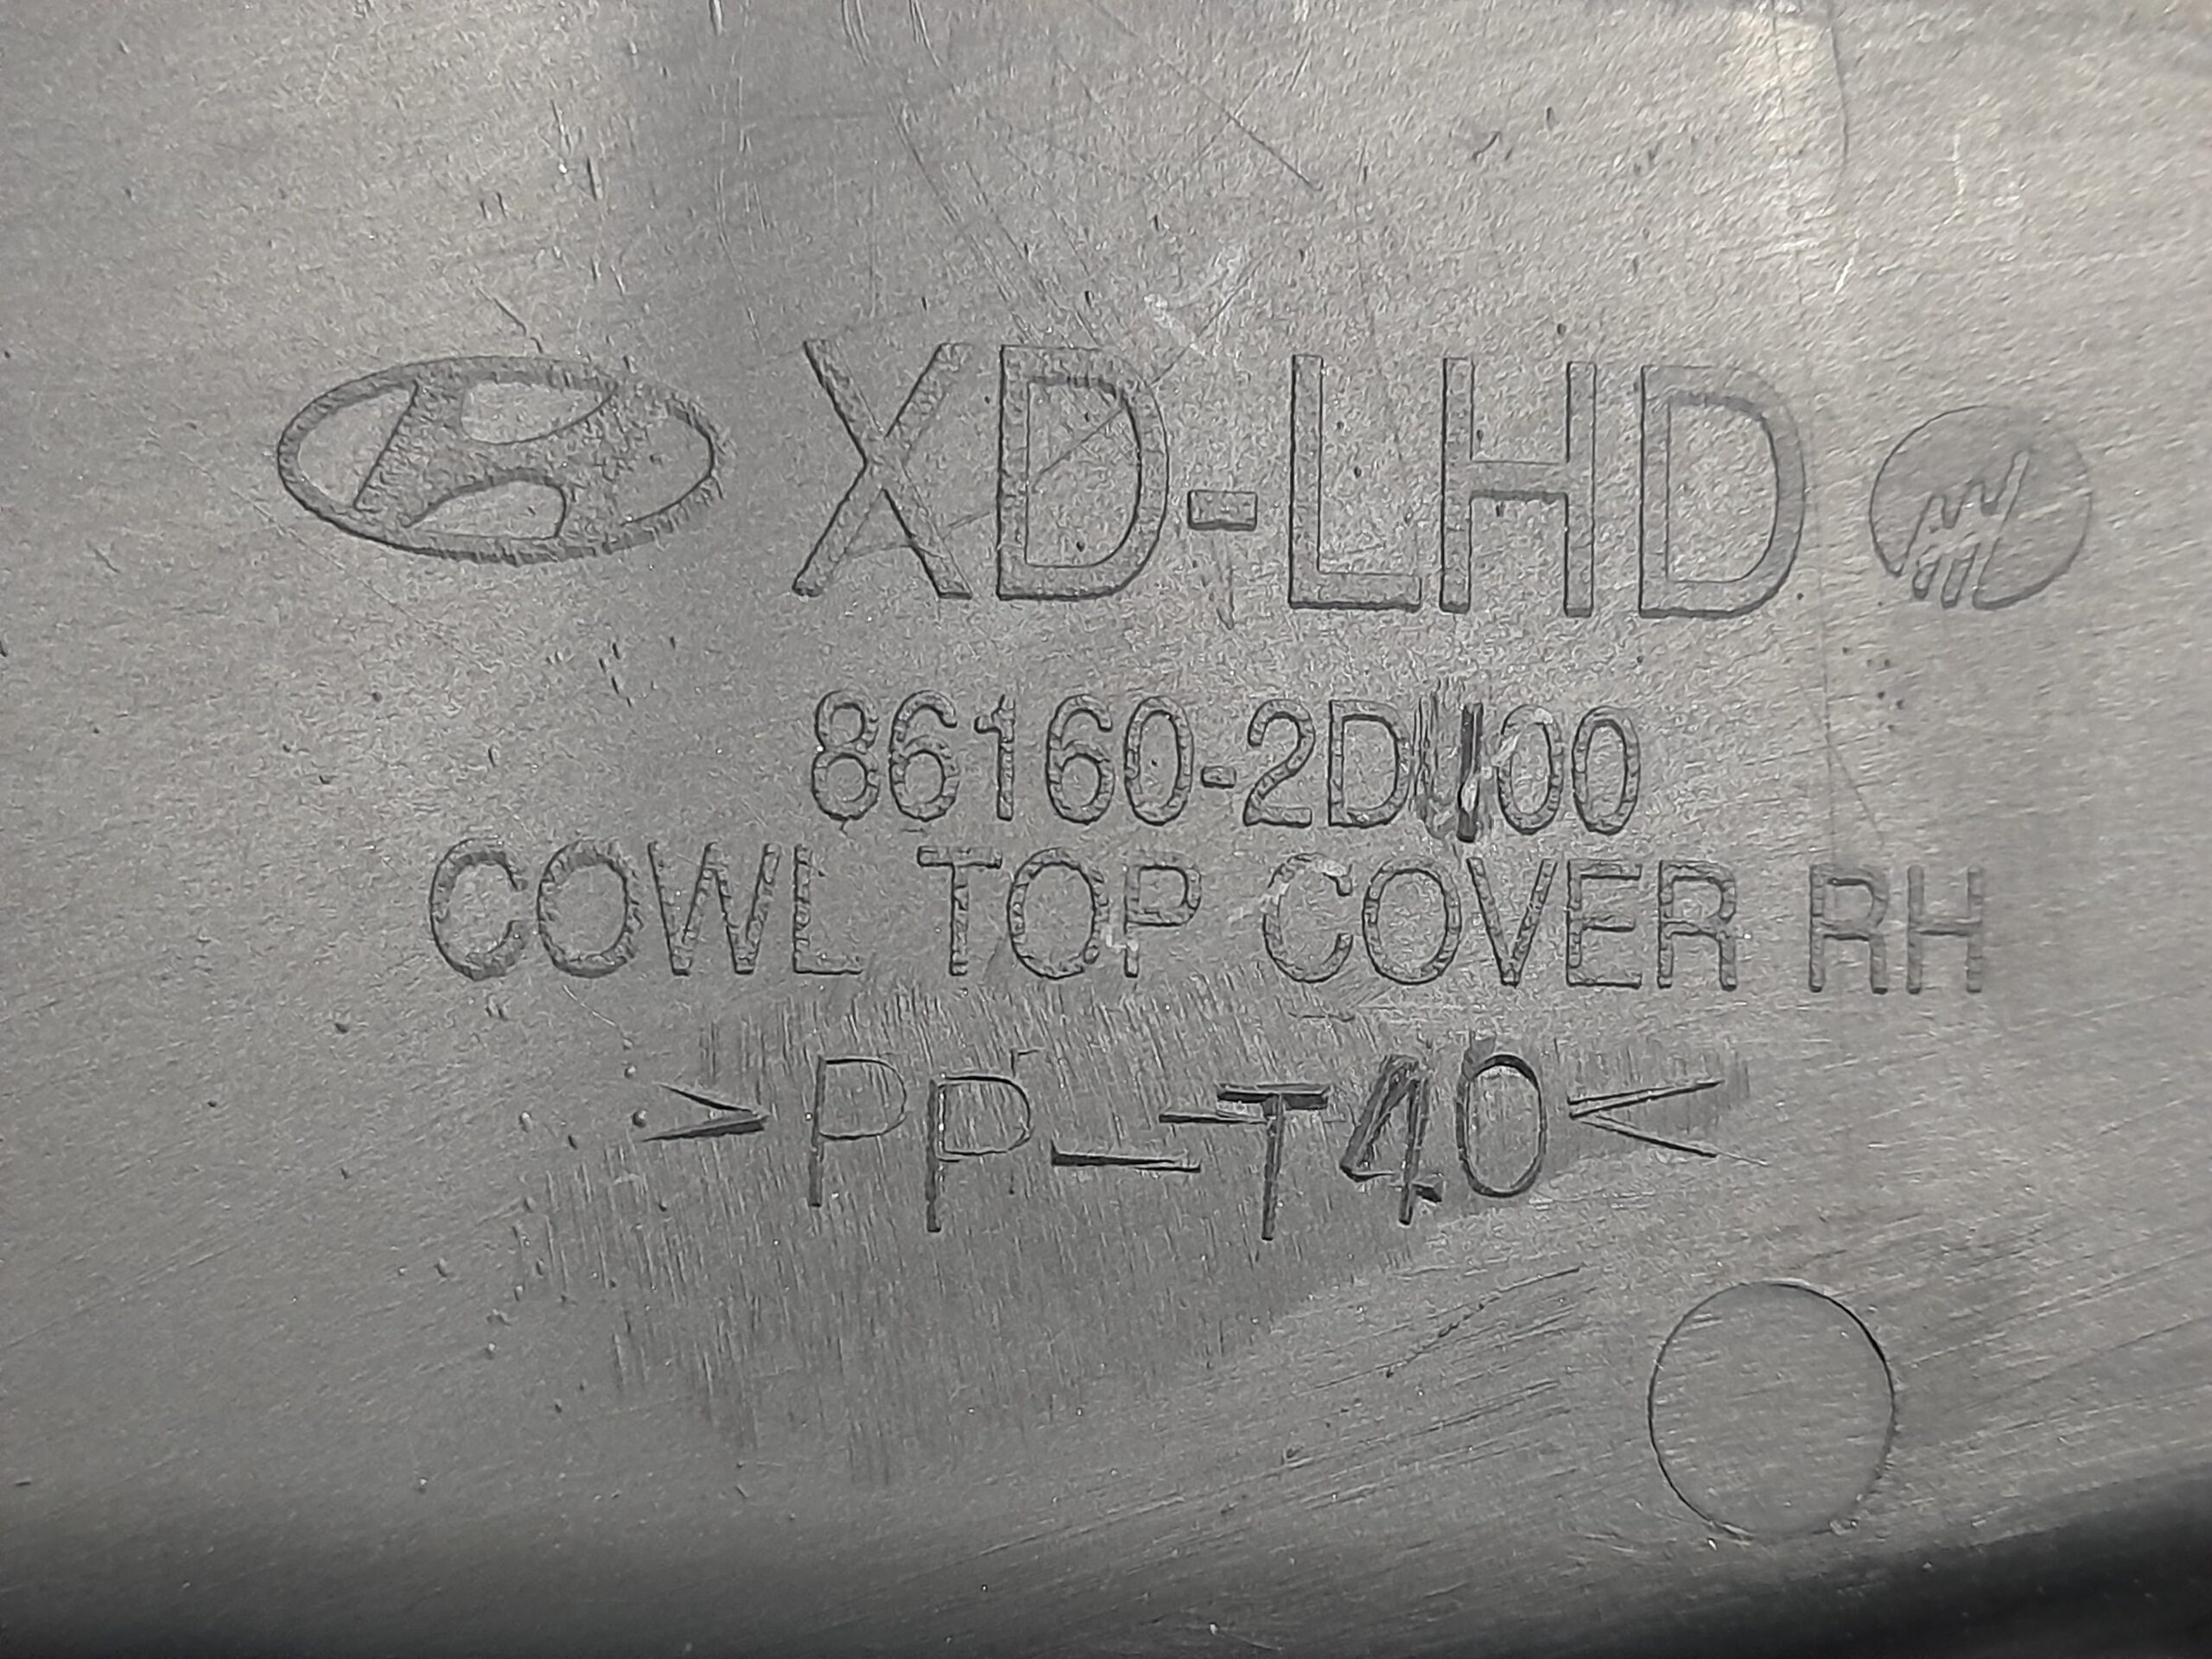 XD-LHD
86160-2D100
COWL TOP COVER RH
>PP-T40<